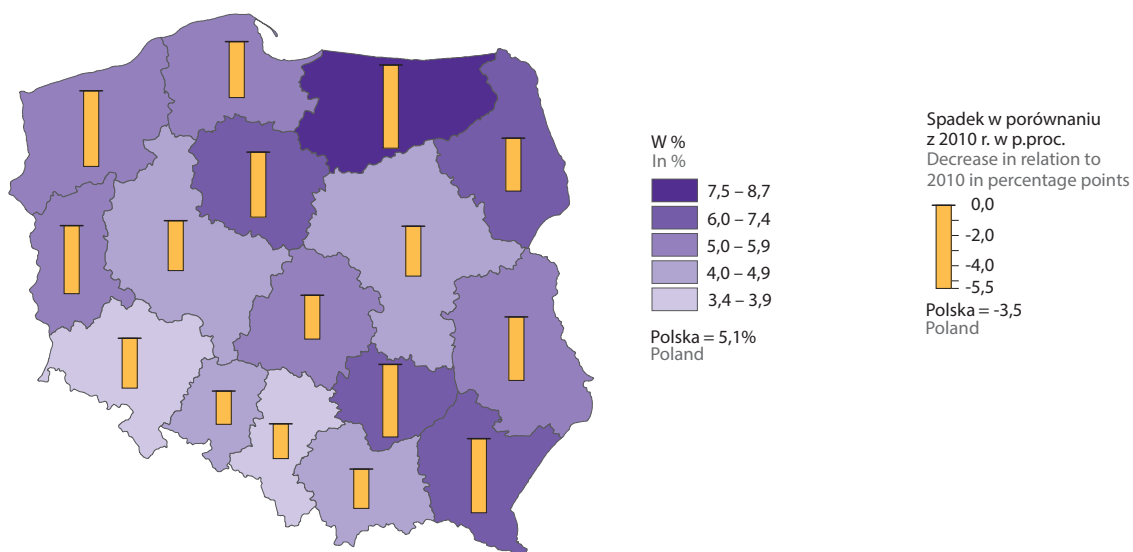 W %
In %
7,5 – 8,7
6,0 – 7,4
5,0 – 5,9
4,0 – 4,9
3,4 – 3,9
Polska = 5,1%
Poland
Spadek w porównaniu
z 2010 r. w p.proc.
Decrease in relation to
2010 in percentage points
0,0
-2,0
-4,0
-5,5
Polska = -3,5
Poland